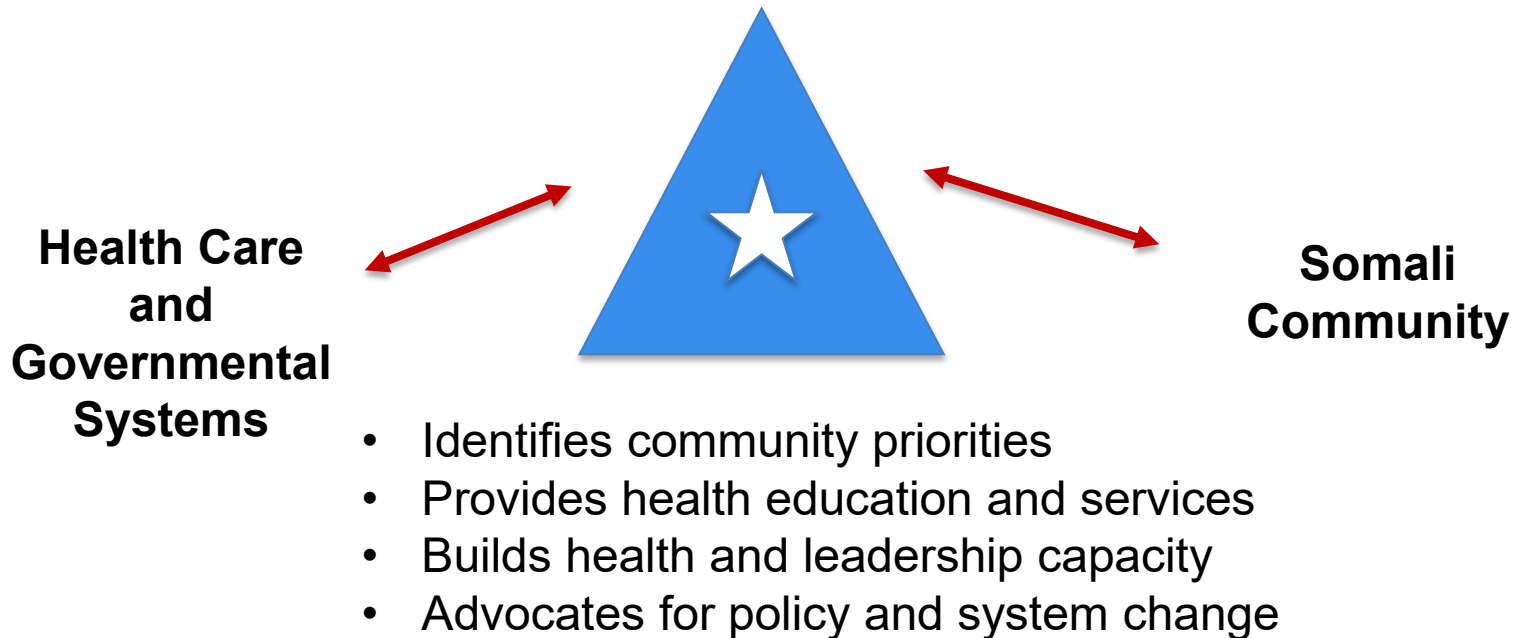 Health Care
and
Governmental
Systems
Somali
Community
• Identifies community priorities
• Provides health education and services
• Builds health and leadership capacity
• Advocates for policy and system change